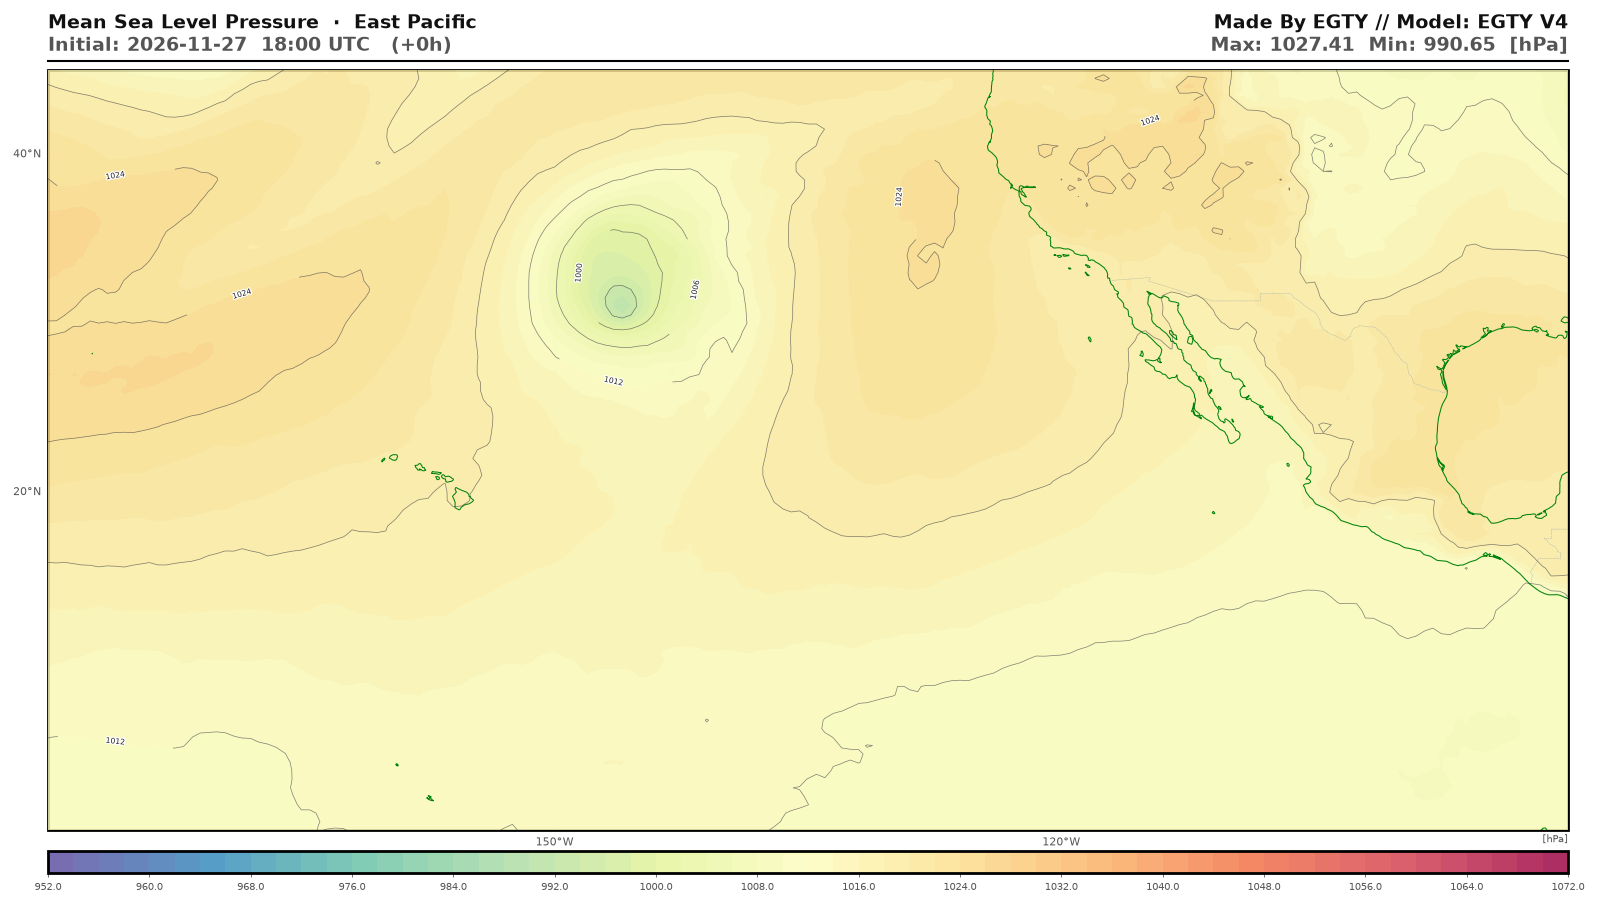 Mean Sea Level Pressure · East Pacific
Made By EGTY // Model: EGTY V4
Initial: 2026-11-27 18:00 UTC (+0h)
Max: 1027.41 Min: 990.65 [hPa]
1024
40°N
1024
1024
1000
1006
1024
1012
20°N
1012
150°W
120°W
[hPa]
952.0
960.0
968.0
976.0
984.0
992.0
1000.0
1008.0
1016.0
1024.0
1032.0
1040.0
1048.0
1056.0
1064.0
1072.0